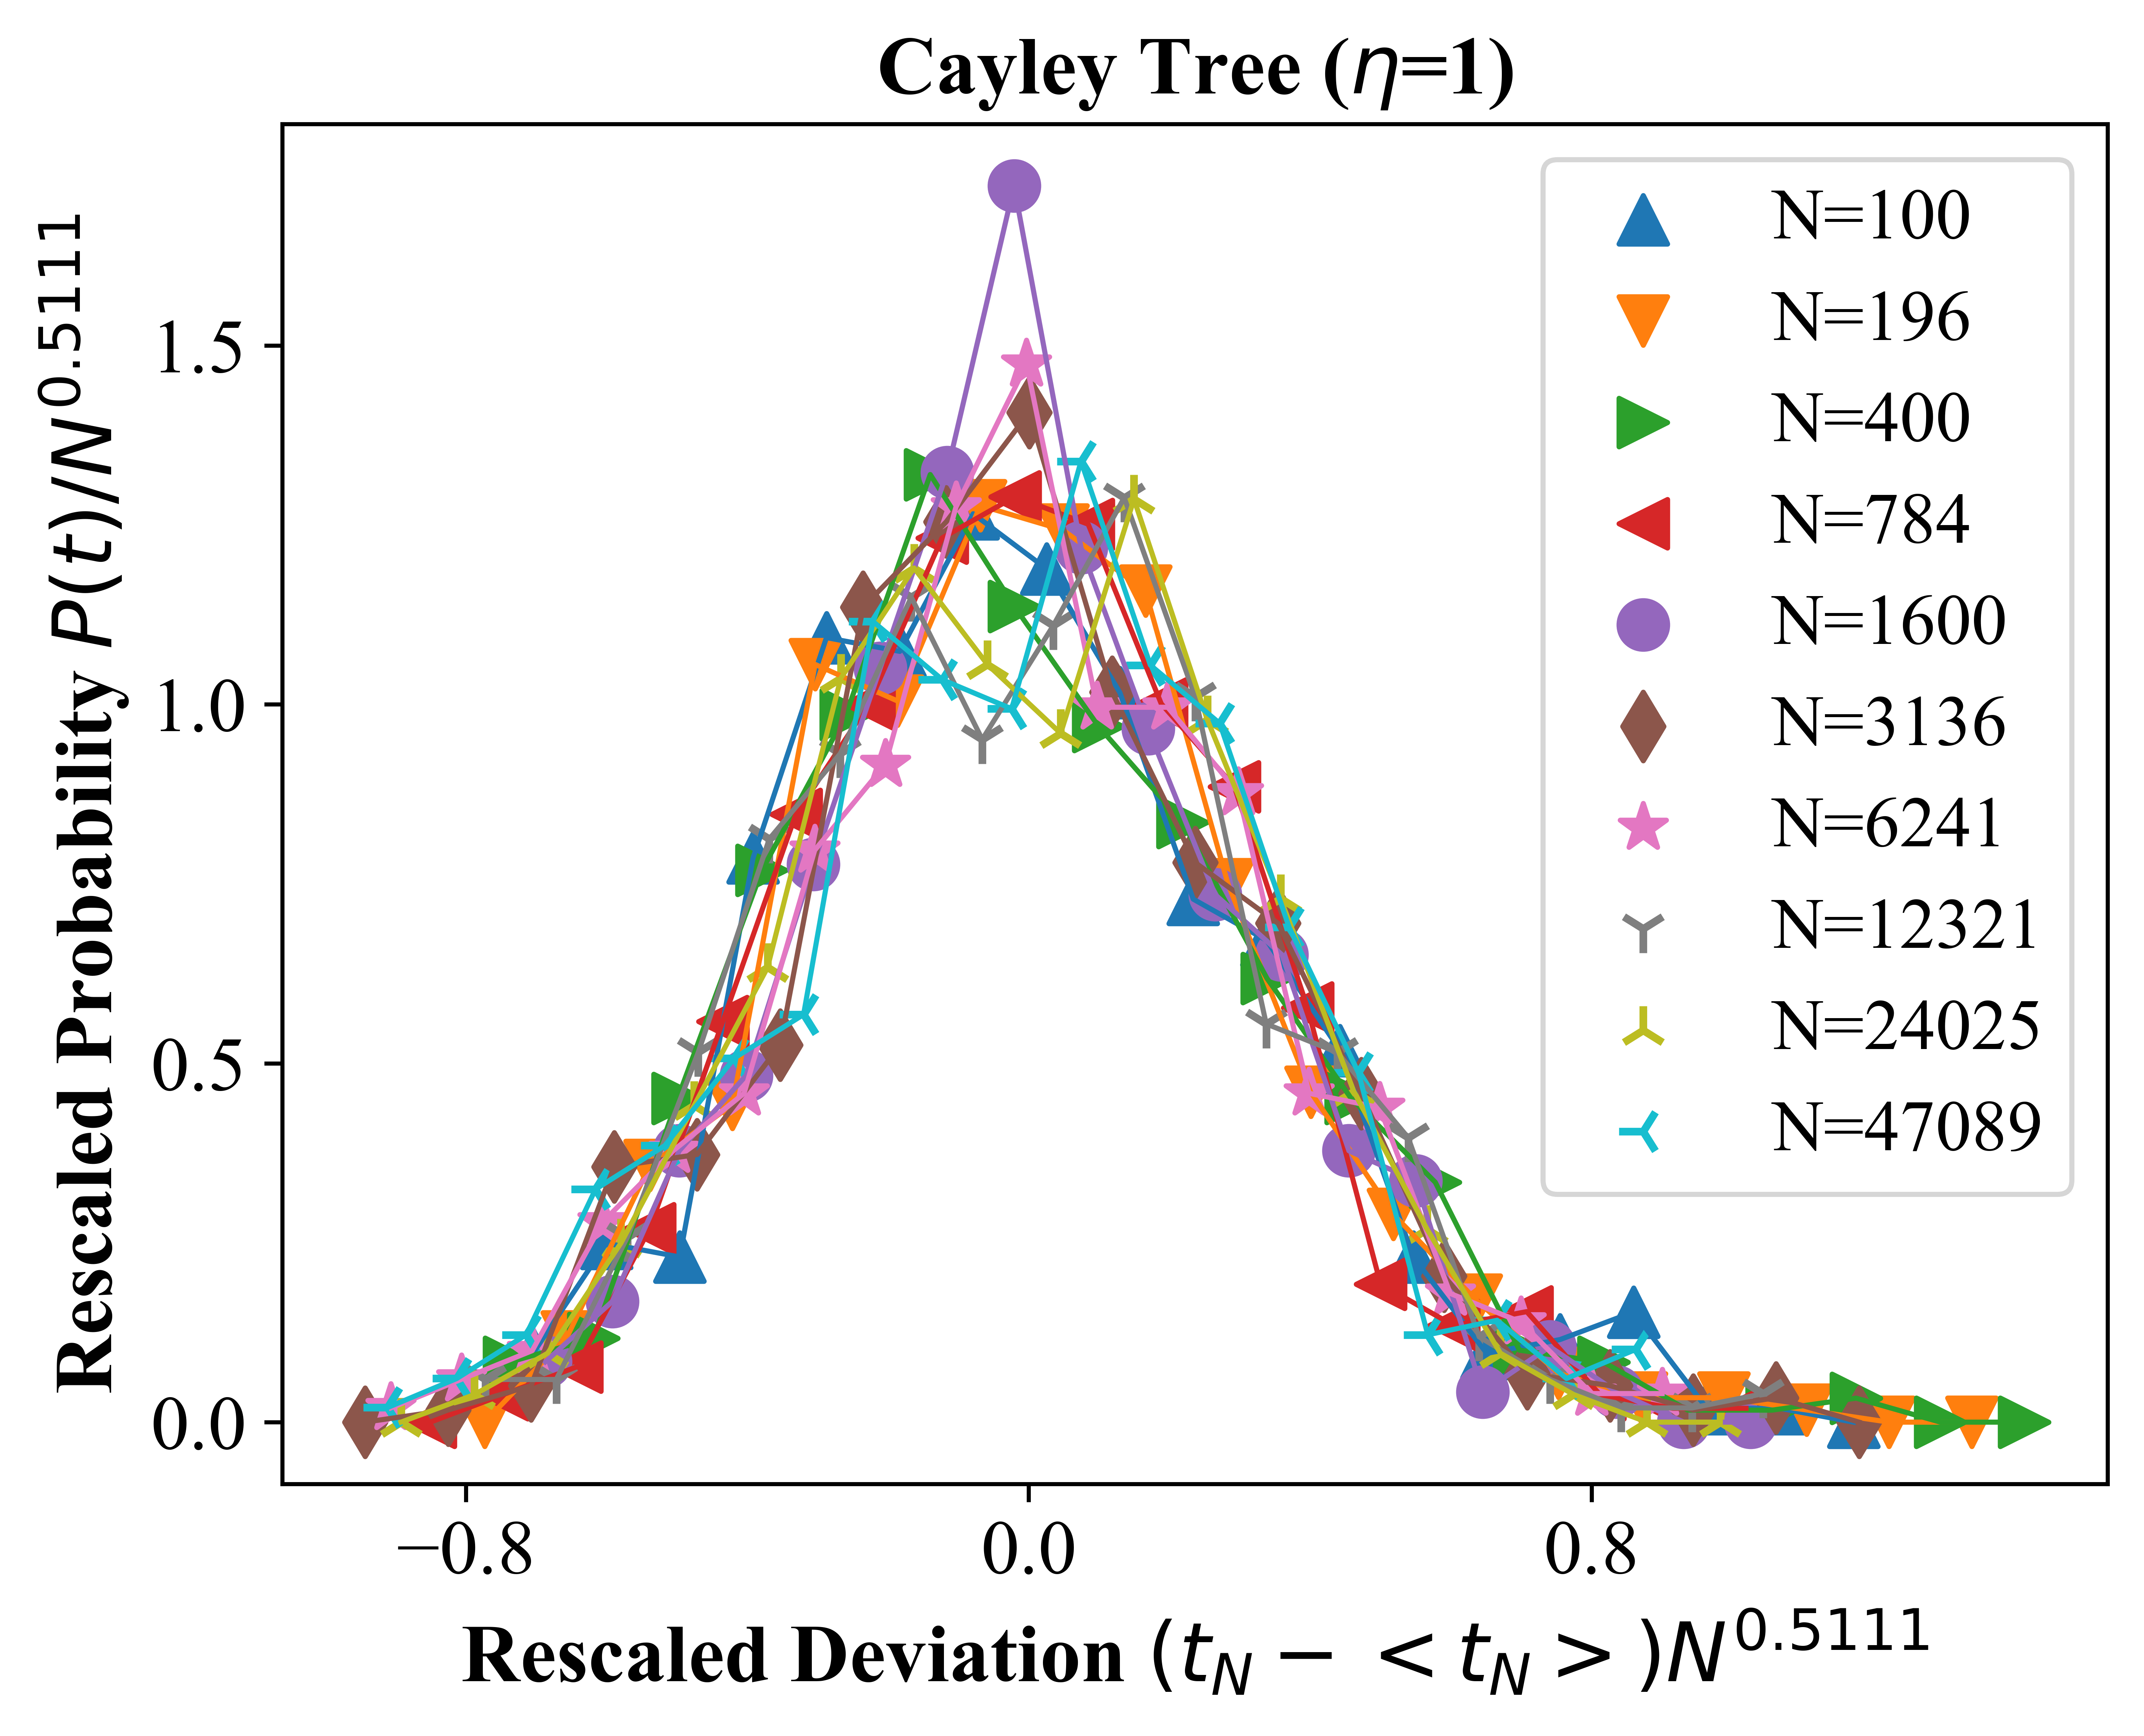 Cayley Tree (η=1)
Rescaled Probability P(t)/N^0.5111
1.5
1.0
0.5
0.0
−0.8
0.0
0.8
Rescaled Deviation (t_N − <t_N>)N^0.5111
N=100
N=196
N=400
N=784
N=1600
N=3136
N=6241
N=12321
N=24025
N=47089